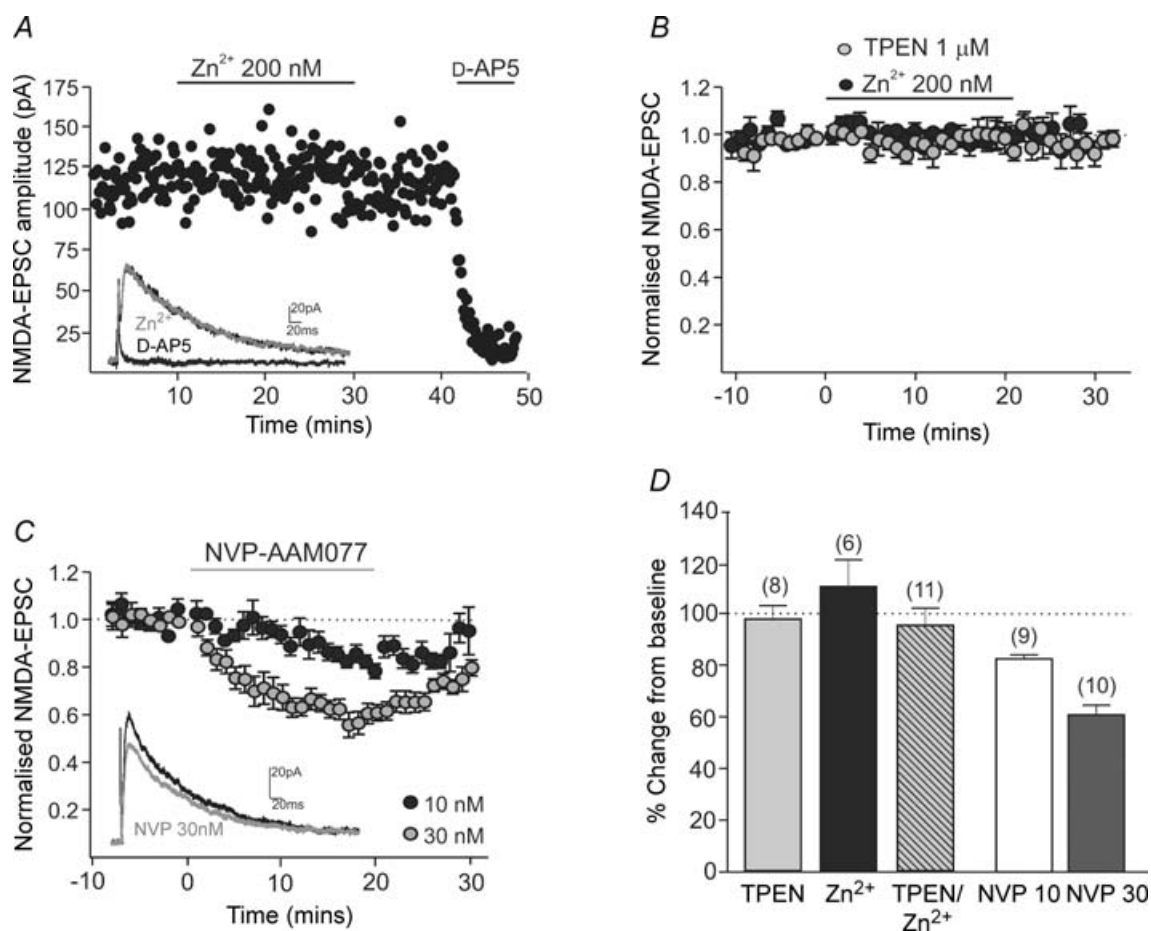 A
Zn2+ 200 nM
D-AP5
NMDA-EPSC amplitude (pA)
175
150
125
100
75
50
25
Zn2+
D-AP5
20pA
20ms
10 20 30 40 50
Time (mins)
B
TPEN 1 μM
Zn2+ 200 nM
Normalised NMDA-EPSC
1.2
1.0
0.8
0.6
0.4
0.2
-10 0 10 20 30
Time (mins)
C
NVP-AAM077
Normalised NMDA-EPSC
1.2
1.0
0.8
0.6
0.4
0.2
20pA
20ms
NVP 30nM
10 nM
30 nM
-10 0 10 20 30
Time (mins)
D
% Change from baseline
140
120
100
80
60
40
20
0
(8)
(6)
(11)
(9)
(10)
TPEN Zn2+ TPEN/ NVP 10 NVP 30
Zn2+